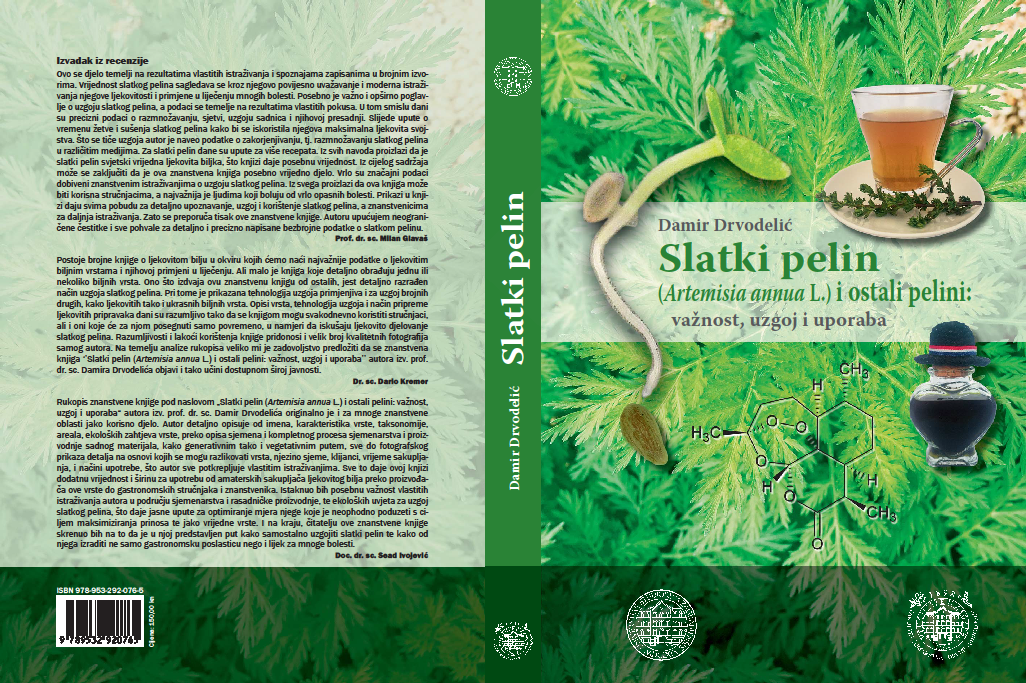 Izvadak iz recenzije
Ovo se djelo temelji na rezultatima vlastitih istraživanja i spoznajama zapisanima u brojnim izvo-
rima. Vrijednost slatkog pelina sagledava se kroz njegovo povijesno uvažavanje i moderna istraži-
vanja njegove ljekovitosti i primjene u liječenju mnogih bolesti. Posebno je važno i opširno poglav-
lje o uzgoju slatkog pelina, a podaci se temelje na rezultatima vlastitih pokusa. U tom smislu dani
su precizni podaci o razmnožavanju, sjetvi, uzgoju sadnica i njihovoj presadnji. Slijede upute o
vremenu žetve i sušenja slatkog pelina kako bi se iskoristila njegova maksimalna ljekovita svoj-
stva. Što se tiče uzgoja autor je naveo podatke o zakorjenjivanju, tj. razmnožavanju slatkog pelina
u različitim medijima. Za slatki pelin dane su upute za više recepata. Iz svih navoda proizlazi da je
slatki pelin svjetski vrijedna ljekovita biljka, što knjizi daje posebnu vrijednost. Iz cijelog sadržaja
može se zaključiti da je ova znanstvena knjiga posebno vrijedno djelo. Vrlo su značajni podaci
dobiveni znanstvenim istraživanjima o uzgoju slatkog pelina. Iz svega proizlazi da ova knjiga može
biti korisna stručnjacima, a najvažnija je ljudima koji boluju od vrlo opasnih bolesti. Prikazi u knji-
zi daju svima pobudu za detaljno upoznavanje, uzgoj i korištenje slatkog pelina, a znanstvenicima
za daljnja istraživanja. Zato se preporuča tisak ove znanstvene knjige. Autoru upućujem neograni-
čene čestitke i sve pohvale za detaljno i precizno napisane bezbrojne podatke o slatkom pelinu.
Prof. dr. sc. Milan Glavaš
Postoje brojne knjige o ljekovitom bilju u okviru kojih ćemo naći najvažnije podatke o ljekovitim
biljnim vrstama i njihovoj primjeni u liječenju. Ali malo je knjiga koje detaljno obrađuju jednu ili
nekoliko biljnih vrsta. Ono što izdvaja ovu znanstvenu knjigu od ostalih, jest detaljno razrađen
način uzgoja slatkog pelina. Pri tome je prikazana tehnologija uzgoja primjenjiva i za uzgoj brojnih
drugih, kako ljekovitih tako i ukrasnih biljnih vrsta. Opisi vrsta, tehnologija uzgoja i način pripreme
ljekovitih pripravaka dani su razumljivo tako da se knjigom mogu svakodnevno koristiti stručnjaci,
ali i oni koje će za njom posegnuti samo povremeno, u namjeri da iskušaju ljekovito djelovanje
slatkog pelina. Razumljivosti i lakoći korištenja knjige pridonosi i velik broj kvalitetnih fotografija
samog autora. Na temelju analize rukopisa veliko mi je zadovoljstvo predložiti da se znanstvena
knjiga ‘’Slatki pelin (Artemisia annua L.) i ostali pelini: važnost, uzgoj i uporaba’’ autora izv. prof.
dr. sc. Damira Drvodelića objavi i tako učini dostupnom široj javnosti.
Dr. sc. Dario Kremer
Rukopis znanstvene knjige pod naslovom „Slatki pelin (Artemisia annua L.) i ostali pelini: važnost,
uzgoj i uporaba“ autora izv. prof. dr. sc. Damir Drvodelića originalno je i za mnoge znanstvene
oblasti jako korisno djelo. Autor detaljno opisuje od imena, karakteristika vrste, taksonomije,
areala, ekoloških zahtjeva vrste, preko opisa sjemena i kompletnog procesa sjemenarstva i proiz-
vodnje sadnog materijala, kako generativnim tako i vegetativnim putem, sve do fotografskog
prikaza detalja na osnovi kojih se mogu razlikovati vrsta, njezino sjeme, klijanci, vrijeme sakuplja-
nja, i načini upotrebe, što autor sve potkrepljuje vlastitim istraživanjima. Sve to daje ovoj knjizi
dodatnu vrijednost i širinu za upotrebu od amaterskih sakupljača ljekovitog bilja preko proizvođa-
ča ove vrste do gastronomskih stručnjaka i znanstvenika. Istaknuo bih posebnu važnost vlastitih
istraživanja autora u području sjemenarstva i rasadničke proizvodnje, te ekoloških uvjeta za uzgoj
slatkog pelina, što daje jasne upute za optimiranje mjera njege koje je neophodno poduzeti s ci-
ljem maksimiziranja prinosa te jako vrijedne vrste. I na kraju, čitatelju ove znanstvene knjige
skrenuo bih na to da je u njoj predstavljen put kako samostalno uzgojiti slatki pelin te kako od
njega izraditi ne samo gastronomsku poslasticu nego i lijek za mnoge bolesti.
Doc. dr. sc. Sead Ivojević
ISBN 978-953-292-076-5
9 789532 920765
Cijena: 150,00 kn
Damir Drvodelić
Slatki pelin
Damir Drvodelić
Slatki pelin
(Artemisia annua L.) i ostali pelini:
važnost, uzgoj i uporaba
CH₃
H
H₃C
O
O
O
H
O
H
H
CH₃
O